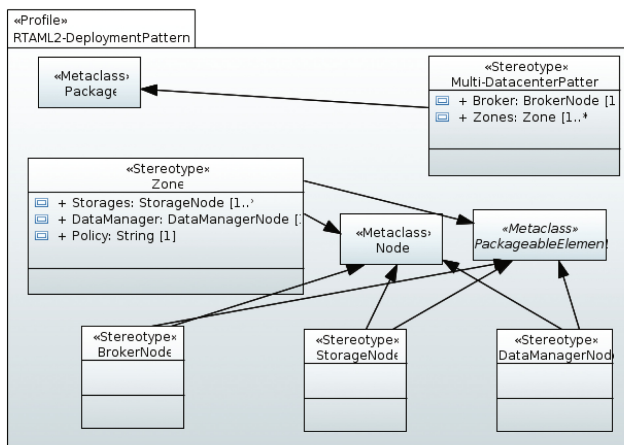 «Profile»
RTAML2-DeploymentPattern
«Metaclass›
Package
«Stereotype×
Multi-DatacenterPatter
+ Broker: BrokerNode [1
+ Zones: Zone [1..*
«Stereotype×
Zone
+ Storages: StorageNode [1..
+ DataManager: DataManagerNode [
+ Policy: String [1]
«Metaclass›
Node
«Metaclass›
PackageableElement
«Stereotype×
BrokerNode
«Stereotype×
StorageNode
«Stereotype×
DataManagerNode